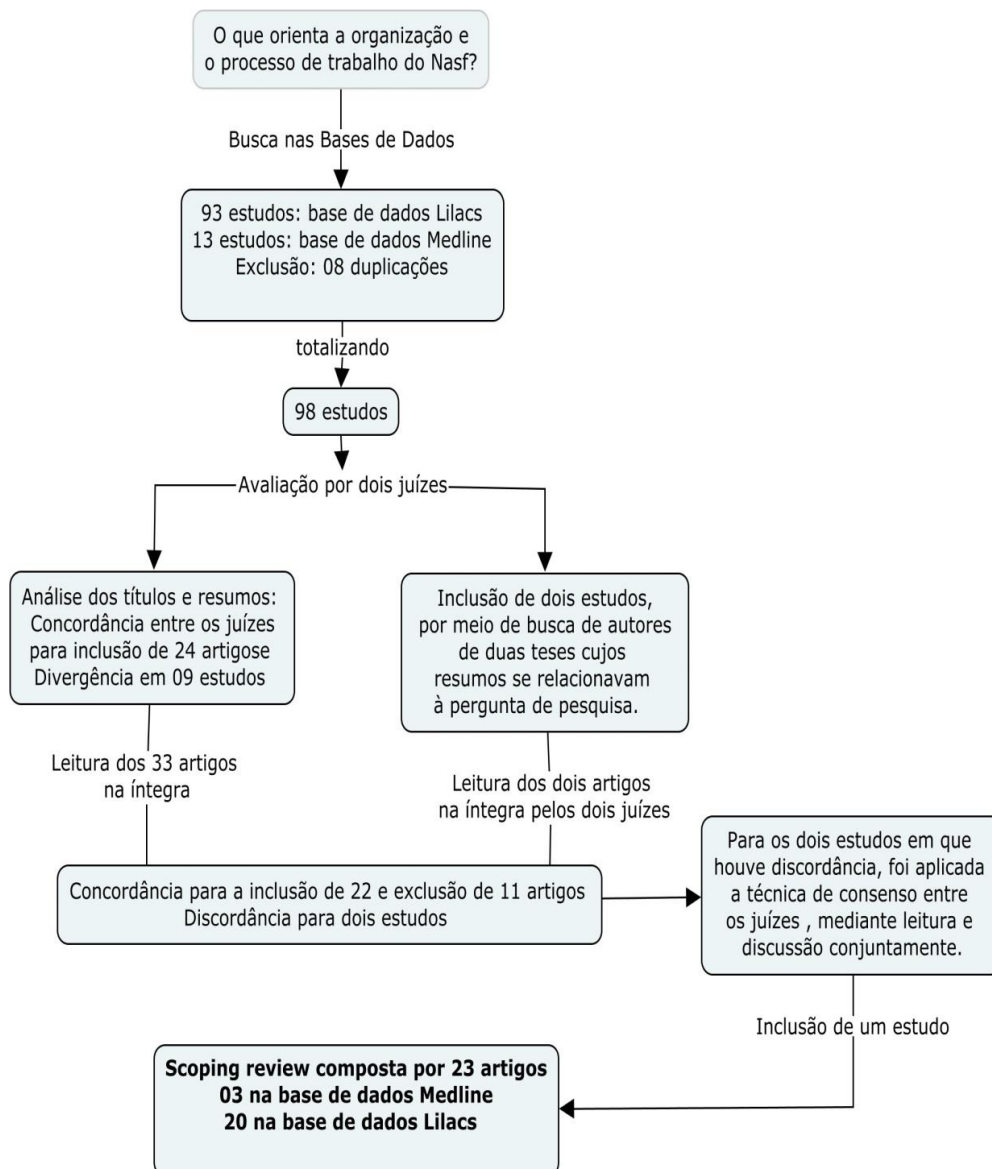 O que orienta a organização e
o processo de trabalho do Nasf?
Busca nas Bases de Dados
93 estudos: base de dados Lilacs
13 estudos: base de dados Medline
Exclusão: 08 duplicações
totalizando
98 estudos
Avaliação por dois juízes
Análise dos títulos e resumos:
Concordância entre os juízes
para inclusão de 24 artigose
Divergência em 09 estudos
Inclusão de dois estudos,
por meio de busca de autores
de duas teses cujos
resumos se relacionavam
à pergunta de pesquisa.
Leitura dos 33 artigos
na íntegra
Leitura dos dois artigos
na íntegra pelos dois juízes
Concordância para a inclusão de 22 e exclusão de 11 artigos
Discordância para dois estudos
Para os dois estudos em que
houve discordância, foi aplicada
a técnica de consenso entre
os juízes , mediante leitura e
discussão conjuntamente.
Inclusão de um estudo
Scoping review composta por 23 artigos
03 na base de dados Medline
20 na base de dados Lilacs